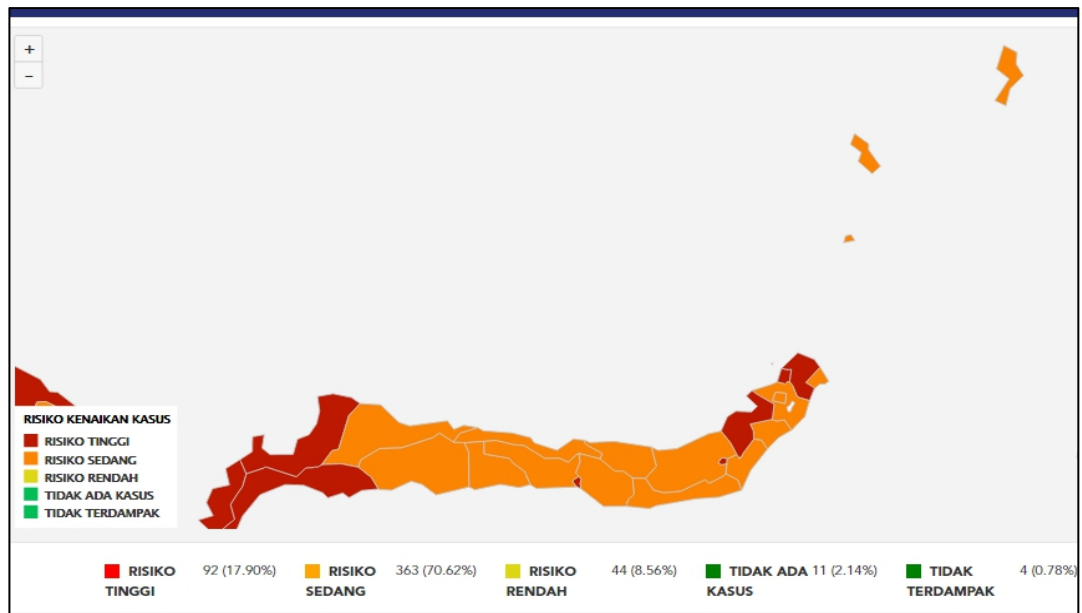 +
−
RISIKO KENAIKAN KASUS
RISIKO TINGGI
RISIKO SEDANG
RISIKO RENDAH
TIDAK ADA KASUS
TIDAK TERDAMPAK
RISIKO TINGGI 92 (17.90%)
RISIKO SEDANG 363 (70.62%)
RISIKO RENDAH 44 (8.56%)
TIDAK ADA KASUS 11 (2.14%)
TIDAK TERDAMPAK 4 (0.78%)